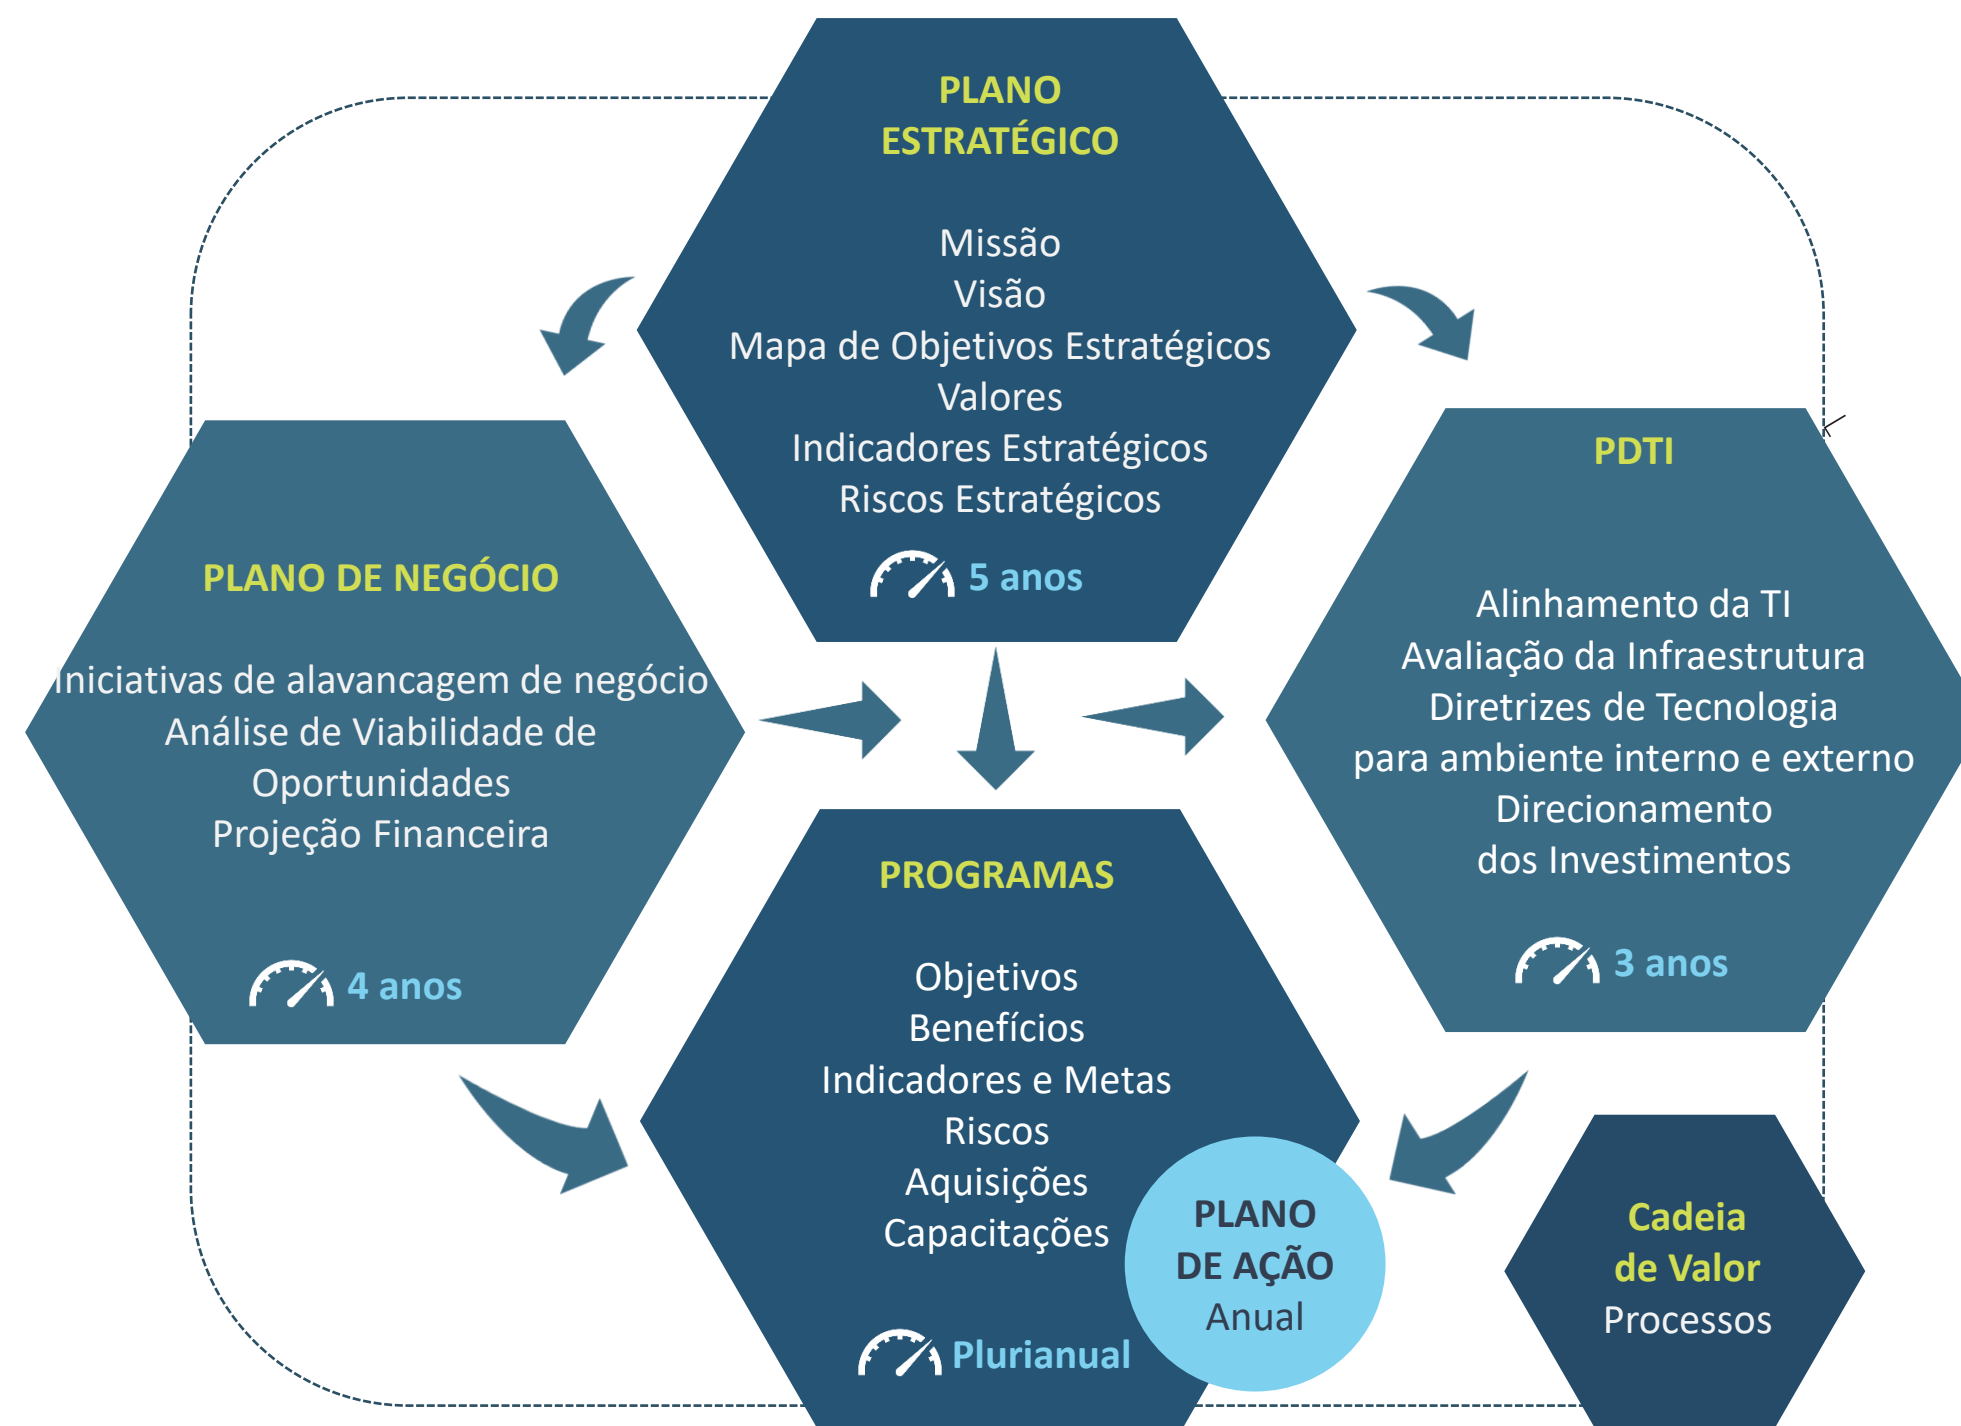 PLANO
ESTRATÉGICO
Missão
Visão
Mapa de Objetivos Estratégicos
Valores
Indicadores Estratégicos
Riscos Estratégicos
5 anos
PLANO DE NEGÓCIO
Iniciativas de alavancagem de negócio
Análise de Viabilidade de
Oportunidades
Projeção Financeira
4 anos
PDTI
Alinhamento da TI
Avaliação da Infraestrutura
Diretrizes de Tecnologia
para ambiente interno e externo
Direcionamento
dos Investimentos
3 anos
PROGRAMAS
Objetivos
Benefícios
Indicadores e Metas
Riscos
Aquisições
Capacitações
Plurianual
PLANO
DE AÇÃO
Anual
Cadeia
de Valor
Processos